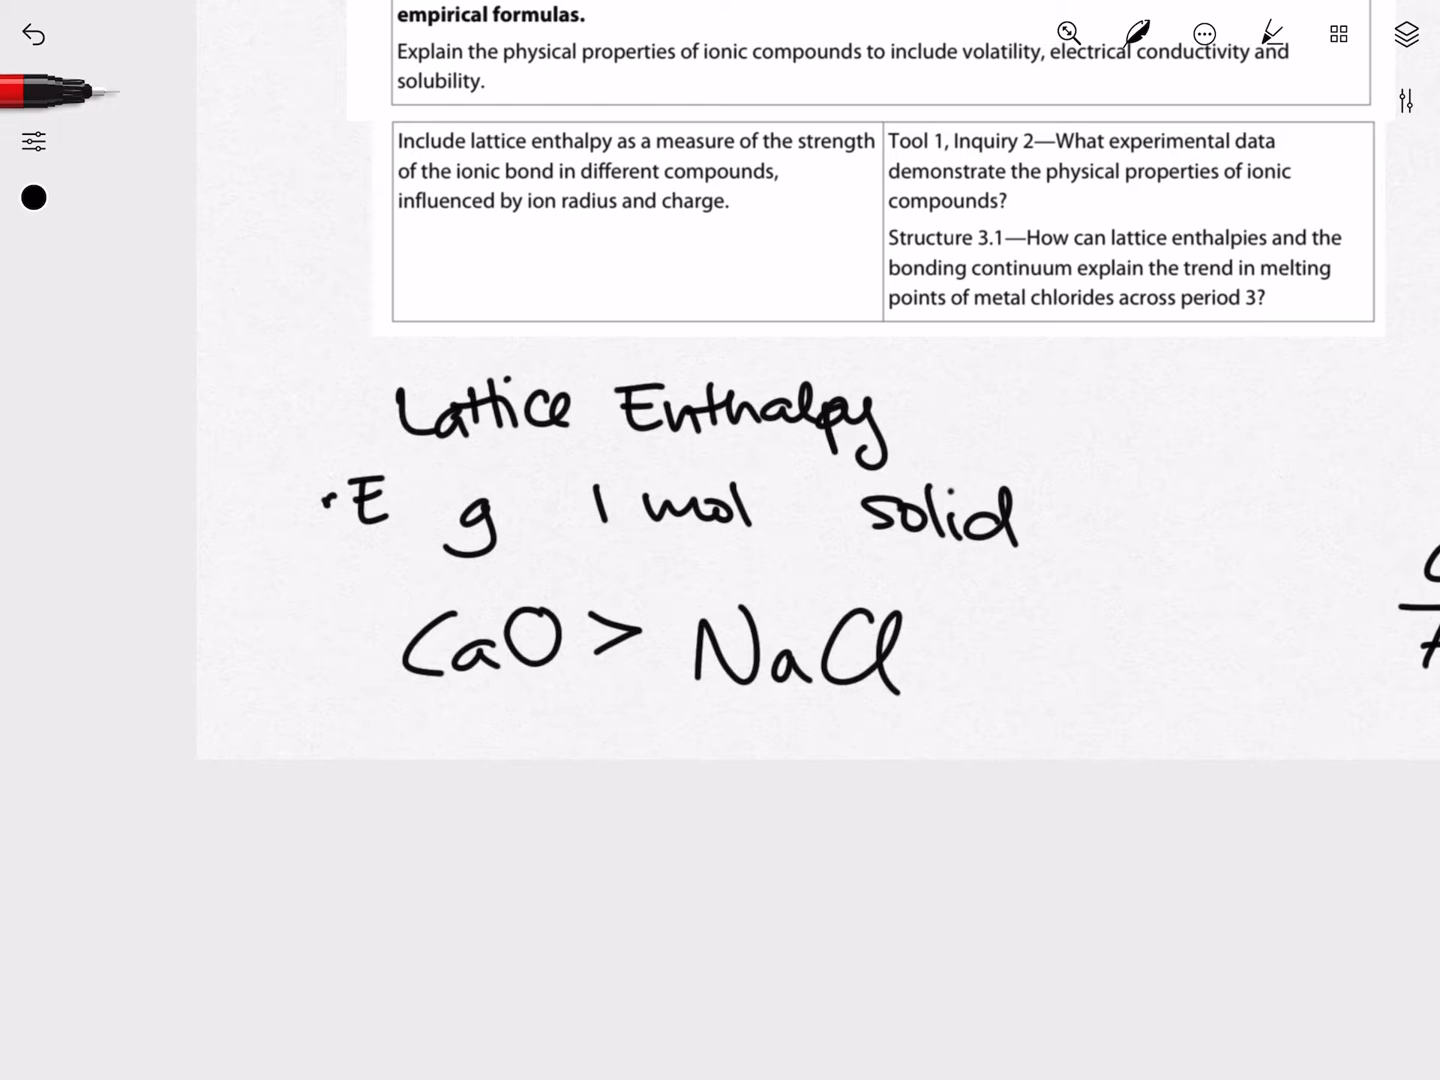 empirical formulas.
Explain the physical properties of ionic compounds to include volatility, electrical conductivity and
solubility.
Include lattice enthalpy as a measure of the strength
of the ionic bond in different compounds,
influenced by ion radius and charge.
Tool 1, Inquiry 2—What experimental data
demonstrate the physical properties of ionic
compounds?
Structure 3.1—How can lattice enthalpies and the
bonding continuum explain the trend in melting
points of metal chlorides across period 3?
Lattice Enthalpy
·E g 1 mol solid
CaO > NaCl